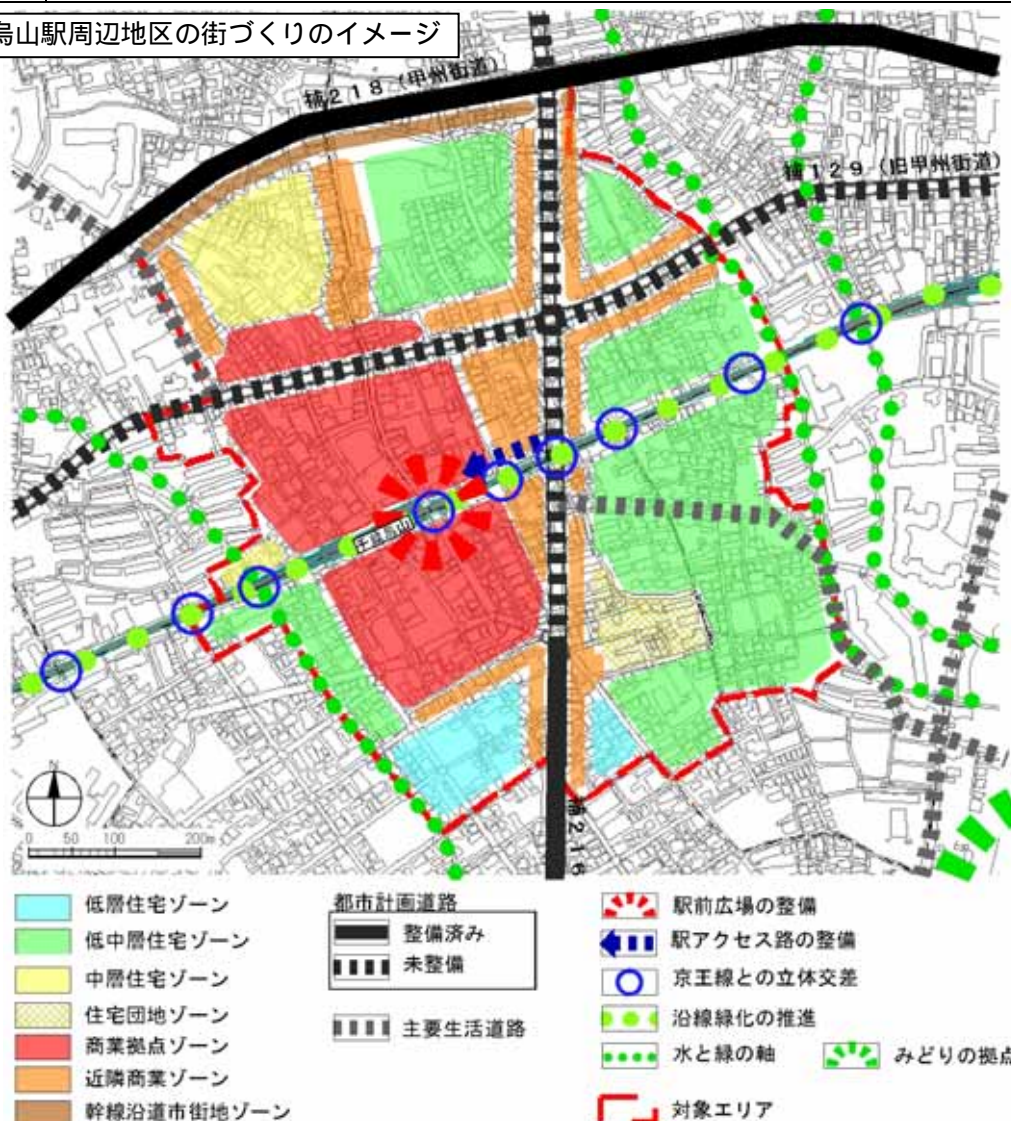 烏山駅周辺地区の街づくりのイメージ
補218(甲州街道)
補129(旧甲州街道)
千歳烏山
補216
N
0 50 100 200m
低層住宅ゾーン
低中層住宅ゾーン
中層住宅ゾーン
住宅団地ゾーン
商業拠点ゾーン
近隣商業ゾーン
幹線沿道市街地ゾーン
都市計画道路
整備済み
未整備
主要生活道路
駅前広場の整備
駅アクセス路の整備
京王線との立体交差
沿線緑化の推進
水と緑の軸
みどりの拠点
対象エリア